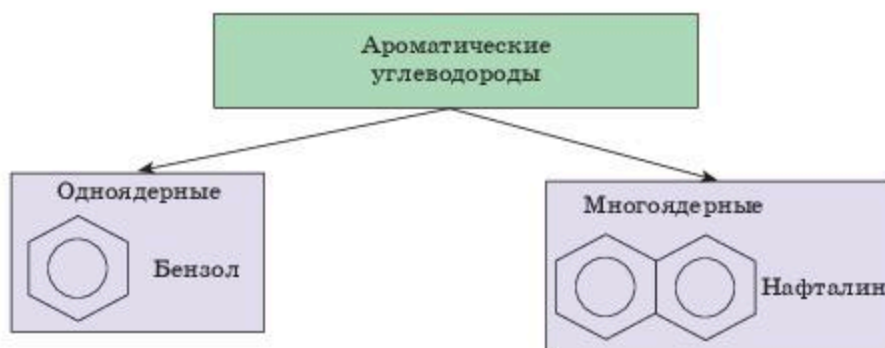 Ароматические
углеводороды
Одноядерные
Бензол
Многоядерные
Нафталин